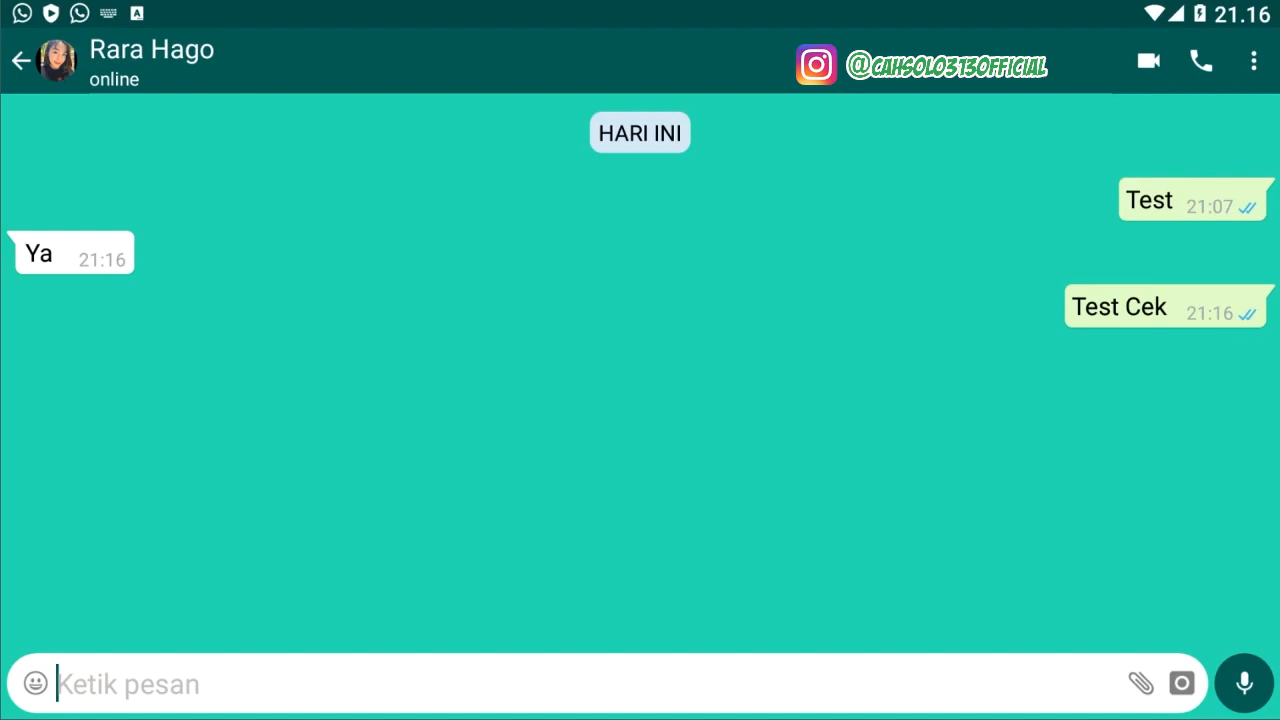 21.16
Rara Hago
online
@CAHSOLO313OFFICIAL
HARI INI
Test 21:07
Ya 21:16
Test Cek 21:16
Ketik pesan